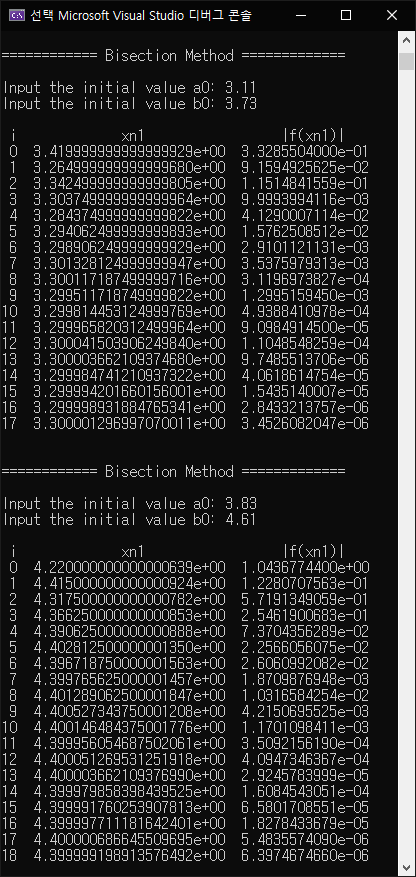 선택 Microsoft Visual Studio 디버그 콘솔
============ Bisection Method =============
Input the initial value a0: 3.11
Input the initial value b0: 3.73
i xn1 |f(xn1)|
0 3.419999999999999929e+00 3.3285504000e-01
1 3.264999999999999680e+00 9.1594925625e-02
2 3.342499999999999805e+00 1.1514841559e-01
3 3.303749999999999964e+00 9.9993994116e-03
4 3.284374999999999822e+00 4.1290007114e-02
5 3.294062499999999893e+00 1.5762508512e-02
6 3.298906249999999929e+00 2.9101121131e-03
7 3.301328124999999947e+00 3.5375979313e-03
8 3.300117187499999716e+00 3.1196973827e-04
9 3.299511718749999822e+00 1.2995159450e-03
10 3.299814453124999769e+00 4.9388410978e-04
11 3.299965820312499964e+00 9.0984914500e-05
12 3.300041503906249840e+00 1.1048548259e-04
13 3.300003662109374680e+00 9.7485513706e-06
14 3.299984741210937322e+00 4.0618614754e-05
15 3.299994201660156001e+00 1.5435140007e-05
16 3.299998931884765341e+00 2.8433213757e-06
17 3.300001296997070011e+00 3.4526082047e-06
============ Bisection Method =============
Input the initial value a0: 3.83
Input the initial value b0: 4.61
i xn1 |f(xn1)|
0 4.220000000000000639e+00 1.0436774400e+00
1 4.415000000000000924e+00 1.2280707563e-01
2 4.317500000000000782e+00 5.7191349059e-01
3 4.366250000000000853e+00 2.5461900683e-01
4 4.390625000000000888e+00 7.3704356289e-02
5 4.402812500000001350e+00 2.2566056075e-02
6 4.396718750000001563e+00 2.6060992082e-02
7 4.399765625000001457e+00 1.8709876948e-03
8 4.401289062500001847e+00 1.0316584254e-02
9 4.400527343750001208e+00 4.2150695525e-03
10 4.400146484375001776e+00 1.1701098411e-03
11 4.399956054687502061e+00 3.5092156190e-04
12 4.400051269531251918e+00 4.0947346367e-04
13 4.400003662109376990e+00 2.9245783999e-05
14 4.399979858398439525e+00 1.6084543051e-04
15 4.399991760253907813e+00 6.5801708551e-05
16 4.399997711181642401e+00 1.8278433679e-05
17 4.400000686645509695e+00 5.4835574090e-06
18 4.399999198913576492e+00 6.3974674660e-06